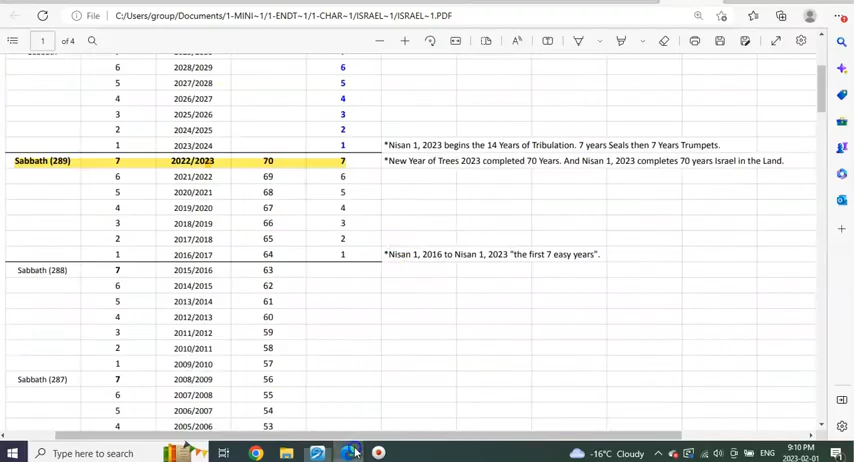 File | C:/Users/group/Documents/1-MINI~1/1-ENDT~1/1-CHAR~1/ISRAEL~1/ISRAEL~1.PDF
1 of 4
6 2028/2029 6
5 2027/2028 5
4 2026/2027 4
3 2025/2026 3
2 2024/2025 2
1 2023/2024 1 *Nisan 1, 2023 begins the 14 Years of Tribulation. 7 years Seals then 7 Years Trumpets.
Sabbath (289) 7 2022/2023 70 7 *New Year of Trees 2023 completed 70 Years. And Nisan 1, 2023 completes 70 years Israel in the Land.
6 2021/2022 69 6
5 2020/2021 68 5
4 2019/2020 67 4
3 2018/2019 66 3
2 2017/2018 65 2
1 2016/2017 64 1 *Nisan 1, 2016 to Nisan 1, 2023 "the first 7 easy years".
Sabbath (288) 7 2015/2016 63
6 2014/2015 62
5 2013/2014 61
4 2012/2013 60
3 2011/2012 59
2 2010/2011 58
1 2009/2010 57
Sabbath (287) 7 2008/2009 56
6 2007/2008 55
5 2006/2007 54
4 2005/2006 53
Type here to search
-16°C Cloudy ENG 9:10 PM
2023-02-01